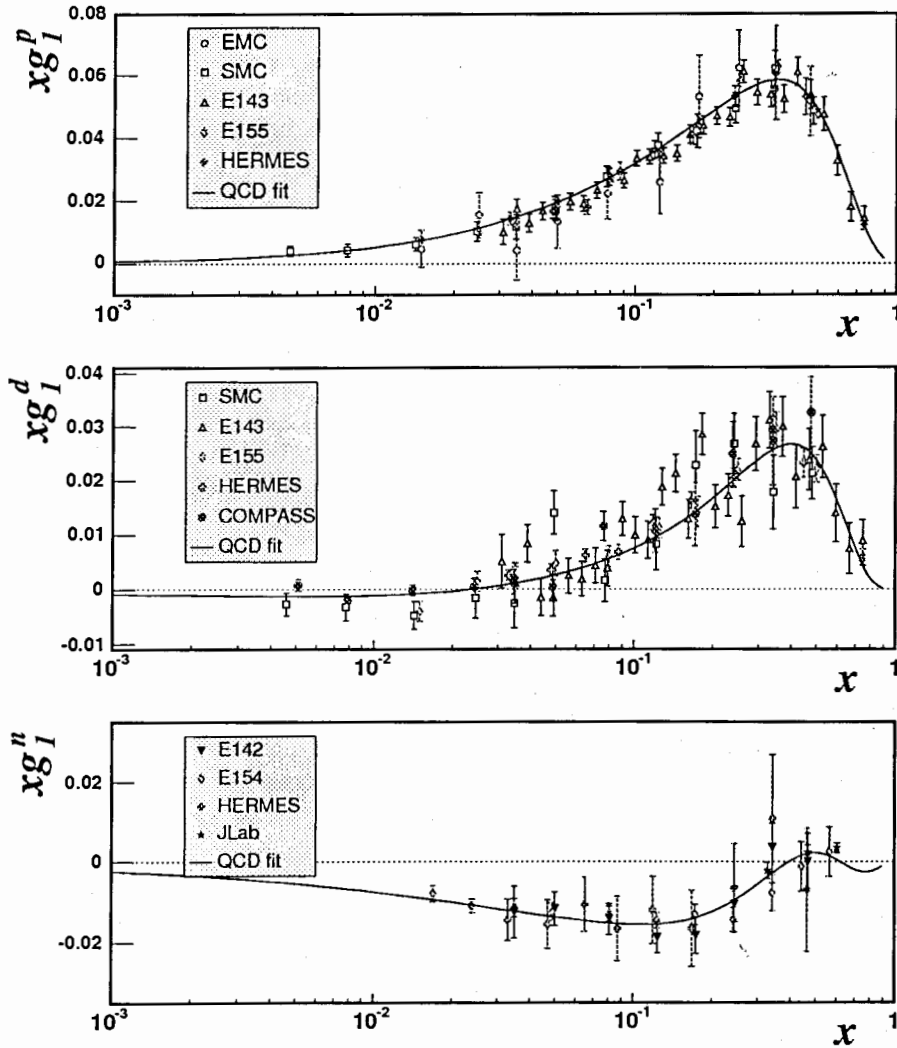 xg₁ᵖ
0.08
0.06
0.04
0.02
0
EMC
SMC
E143
E155
HERMES
QCD fit
10⁻³
10⁻²
10⁻¹
1
x
xg₁ᵈ
0.04
0.03
0.02
0.01
0
-0.01
SMC
E143
E155
HERMES
COMPASS
QCD fit
10⁻³
10⁻²
10⁻¹
1
x
xg₁ⁿ
0.02
0
-0.02
E142
E154
HERMES
JLab
QCD fit
10⁻³
10⁻²
10⁻¹
1
x